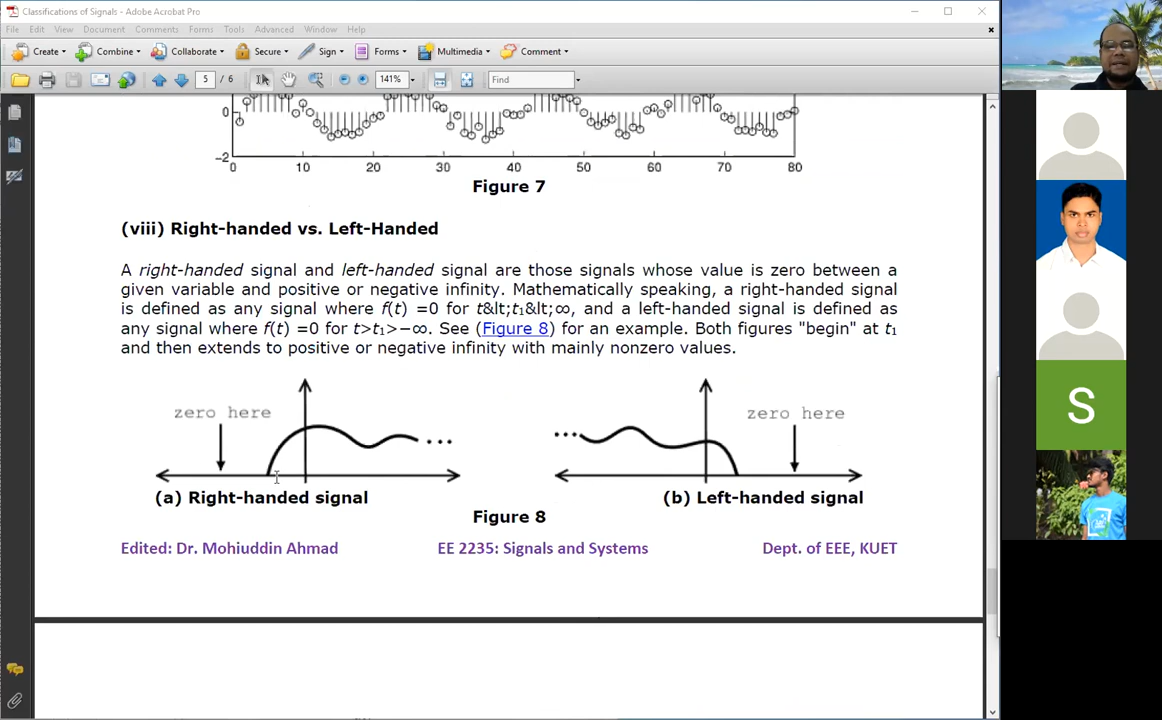 Classifications of Signals - Adobe Acrobat Pro
File Edit View Document Comments Forms Tools Advanced Window Help
Create Combine Collaborate Secure Sign Forms Multimedia Comment
5 / 6 141% Find
0
-2
0 10 20 30 40 50 60 70 80
Figure 7
(viii) Right-handed vs. Left-Handed
A right-handed signal and left-handed signal are those signals whose value is zero between a
given variable and positive or negative infinity. Mathematically speaking, a right-handed signal
is defined as any signal where f(t) =0 for t&lt;t₁&lt;∞, and a left-handed signal is defined as
any signal where f(t) =0 for t>t₁>−∞. See (Figure 8) for an example. Both figures "begin" at t₁
and then extends to positive or negative infinity with mainly nonzero values.
zero here
zero here
(a) Right-handed signal
(b) Left-handed signal
Figure 8
Edited: Dr. Mohiuddin Ahmad EE 2235: Signals and Systems Dept. of EEE, KUET
S